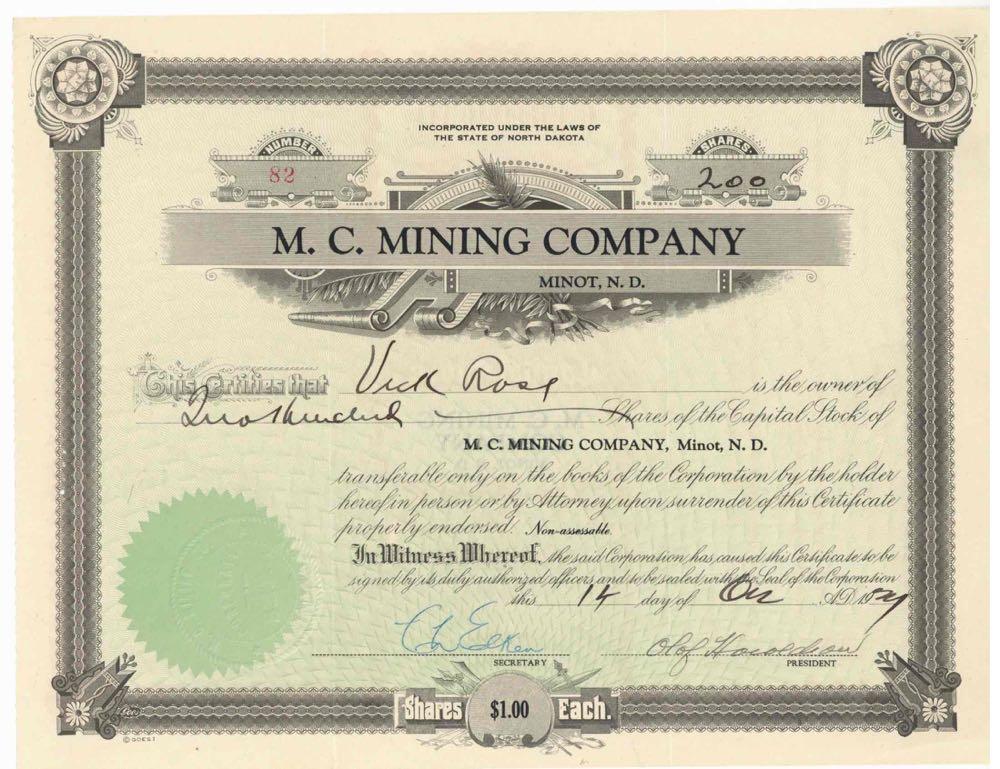 INCORPORATED UNDER THE LAWS OF
THE STATE OF NORTH DAKOTA
NUMBER
82
SHARES
200
M. C. MINING COMPANY
MINOT, N. D.
This Certifies that Vick Rose is the owner of
Two Hundred Shares of the Capital Stock of
M. C. MINING COMPANY, Minot, N. D.
transferable only on the books of the Corporation by the holder
hereof in person or by Attorney upon surrender of this Certificate
properly endorsed. Non-assessable.
In Witness Whereof, the said Corporation has caused this Certificate to be
signed by its duly authorized officers and to be sealed with the Seal of the Corporation
this 14 day of A.D. 19
SECRETARY
Olof PRESIDENT
Shares $1.00 Each.
© GOES 1